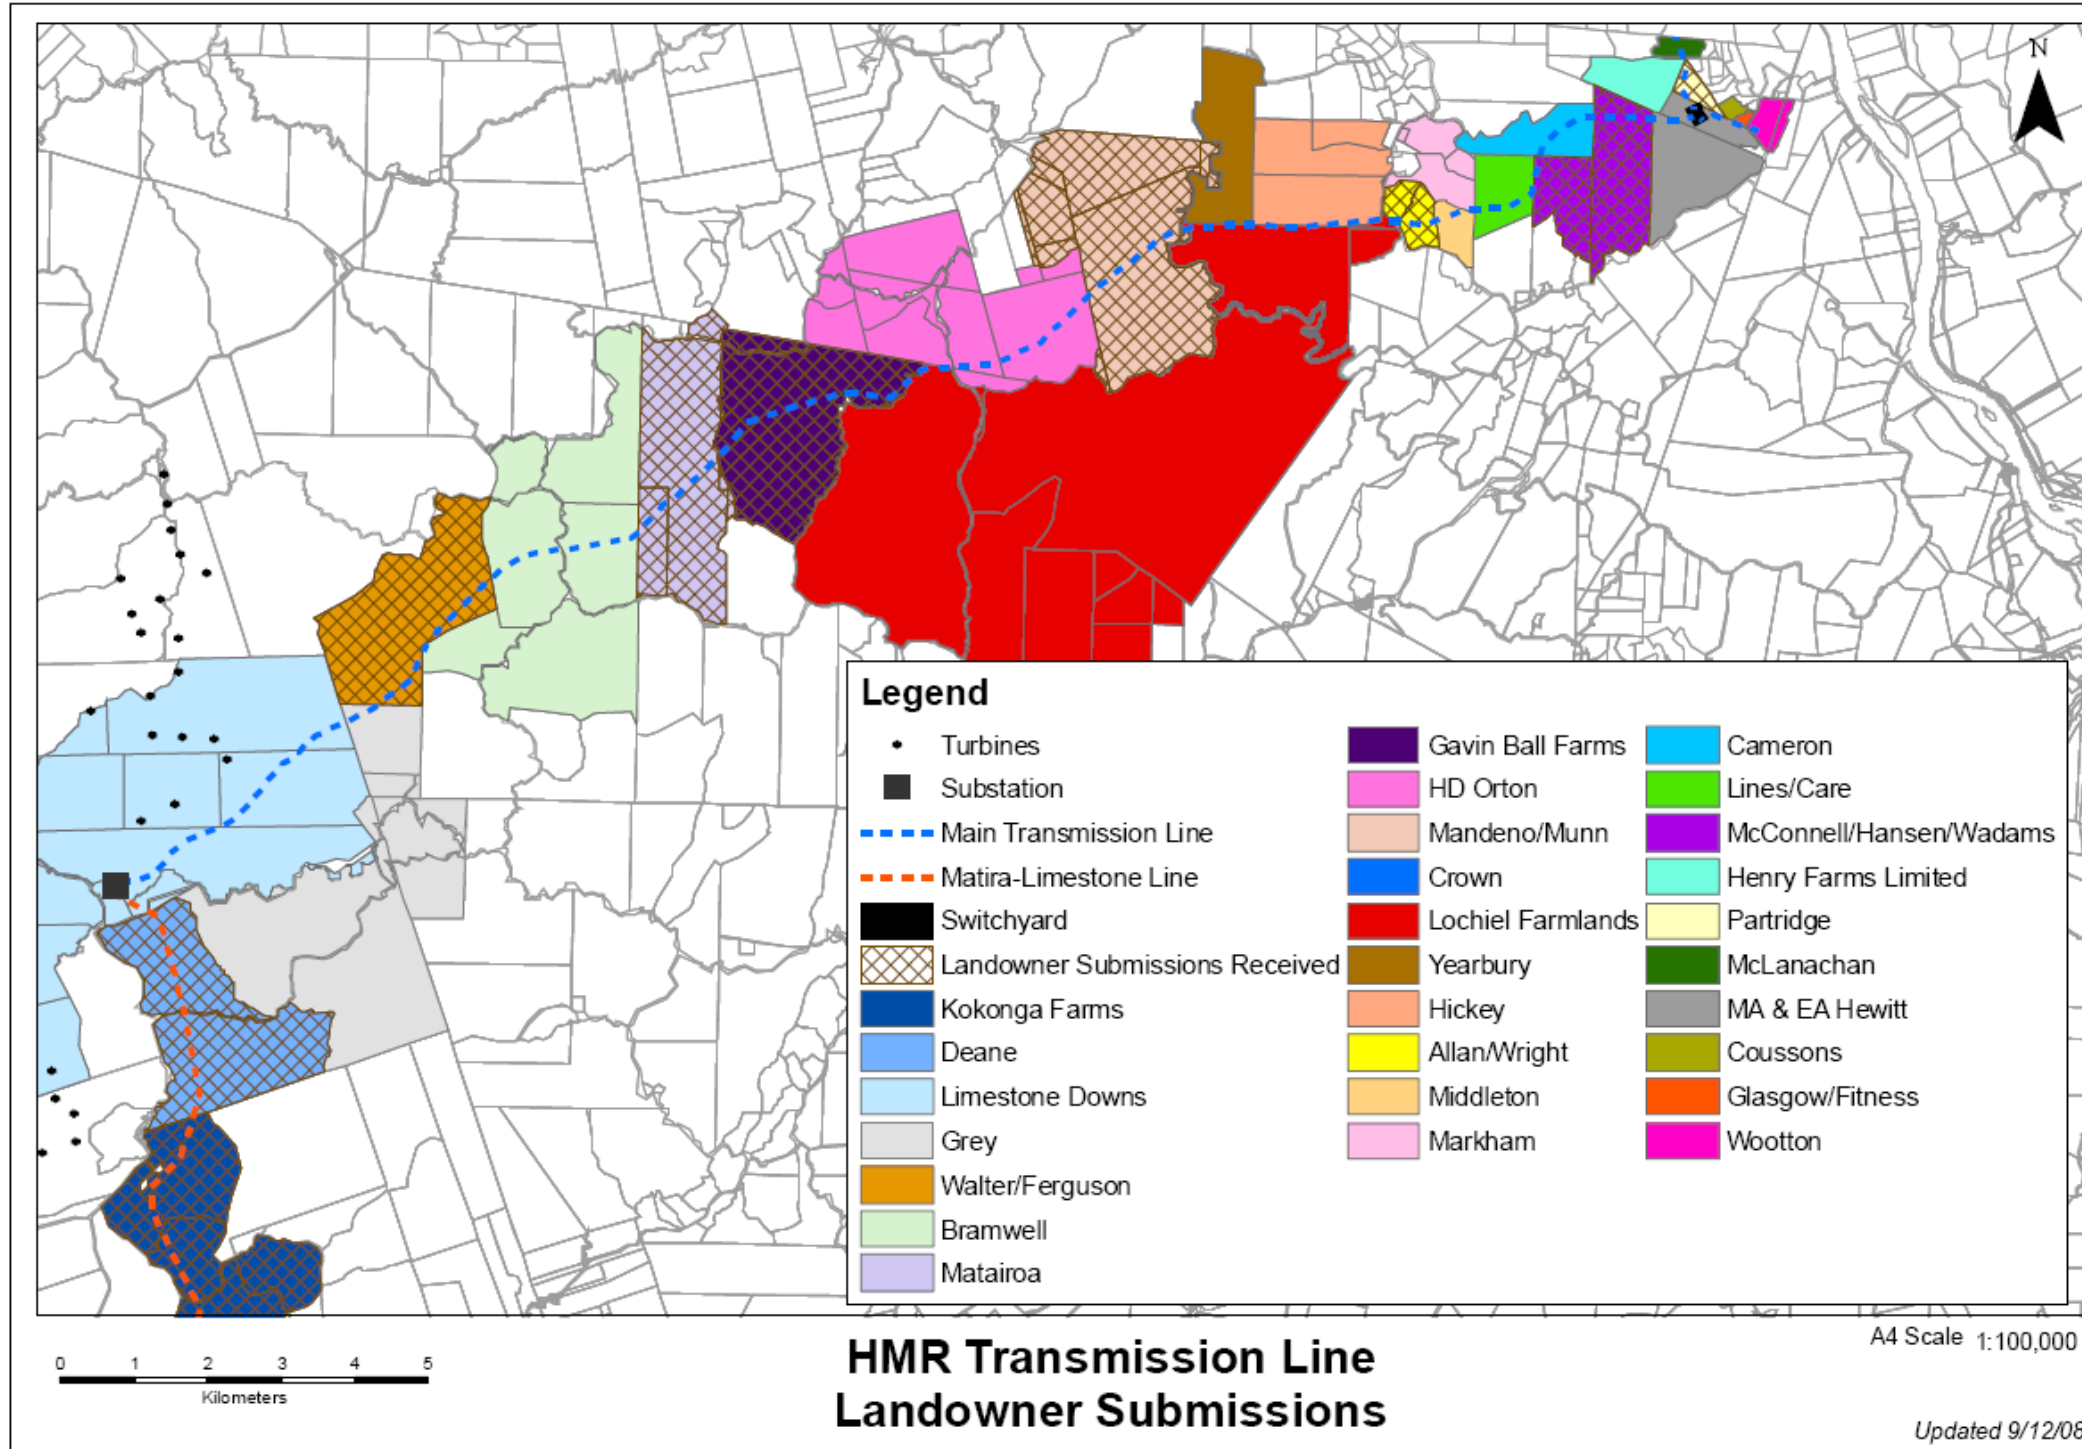 N
Legend
Turbines
Substation
Main Transmission Line
Matira-Limestone Line
Switchyard
Landowner Submissions Received
Kokonga Farms
Deane
Limestone Downs
Grey
Walter/Ferguson
Bramwell
Matairoa
Gavin Ball Farms
HD Orton
Mandeno/Munn
Crown
Lochiel Farmlands
Yearbury
Hickey
Allan/Wright
Middleton
Markham
Cameron
Lines/Care
McConnell/Hansen/Wadams
Henry Farms Limited
Partridge
McLanachan
MA & EA Hewitt
Coussons
Glasgow/Fitness
Wootton
0 1 2 3 4 5
Kilometers
HMR Transmission Line
Landowner Submissions
A4 Scale 1:100,000
Updated 9/12/08